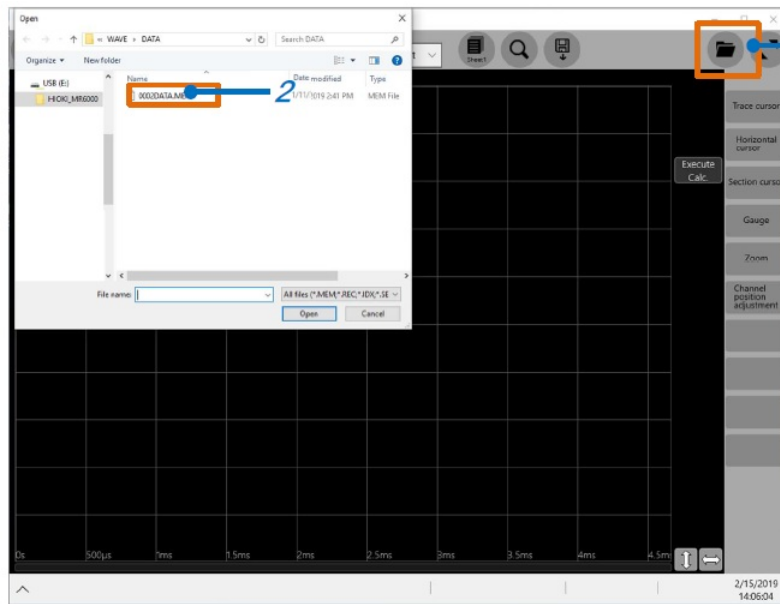 Open
« WAVE › DATA
Search DATA
Organize
New folder
USB (E:)
HIOKI_MR6000
Name
Date modified
Type
0002DATA.ME
2
1/11/2019 2:41 PM
MEM File
File name:
All files (*.MEM;*.REC;*.IDX;*.SE
Open
Cancel
t
Sheet1
Trace cursor
Horizontal
cursor
Execute
Calc.
Section curso
Gauge
Zoom
Channel
position
adjustment
0s
500µs
1ms
1.5ms
2ms
2.5ms
3ms
3.5ms
4ms
4.5m
2/15/2019
14:06:04